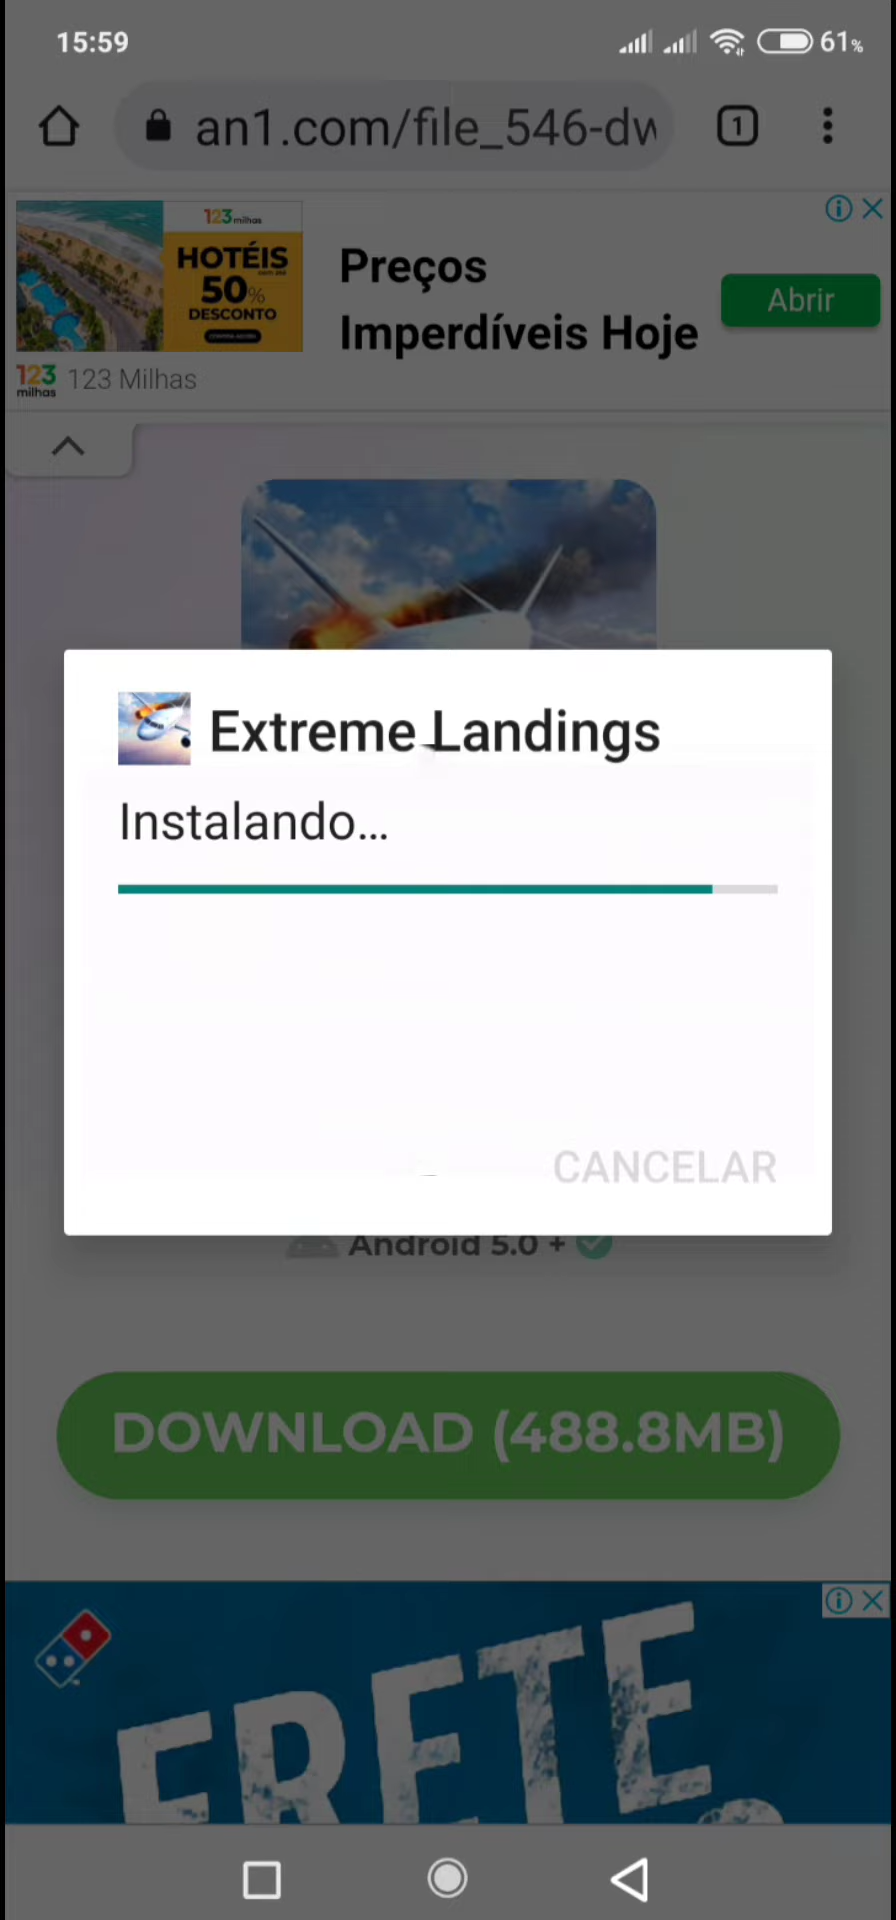 15:59
61%
an1.com/file_546-dw
1
123 milhas
HOTÉIS
50%
DESCONTO
Preços
Imperdíveis Hoje
Abrir
123
milhas
123 Milhas
Extreme Landings
Instalando...
CANCELAR
Android 5.0 +
DOWNLOAD (488.8MB)
FRETE